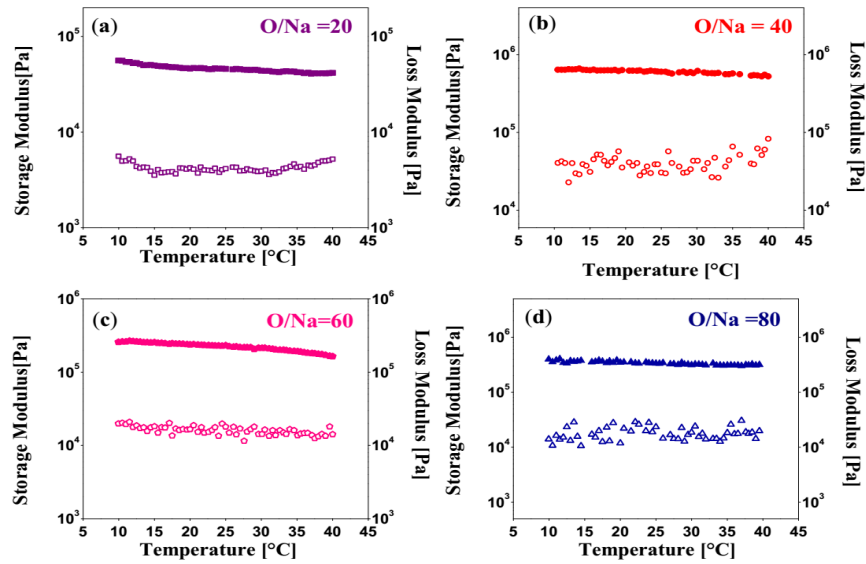 (a) O/Na =20
Storage Modulus[Pa]
10^5
10^4
10^3
10^5
10^4
10^3
Loss Modulus [Pa]
5 10 15 20 25 30 35 40 45
Temperature [°C]
(b) O/Na = 40
Storage Modulus[Pa]
10^6
10^5
10^4
10^6
10^5
10^4
Loss Modulus [Pa]
5 10 15 20 25 30 35 40 45
Temperature [°C]
(c) O/Na=60
Storage Modulus[Pa]
10^6
10^5
10^4
10^3
10^6
10^5
10^4
10^3
Loss Modulus [Pa]
5 10 15 20 25 30 35 40 45
Temperature [°C]
(d) O/Na =80
Storage Modulus[Pa]
10^6
10^5
10^4
10^3
10^6
10^5
10^4
10^3
Loss Modulus [Pa]
5 10 15 20 25 30 35 40 45
Temperature [°C]